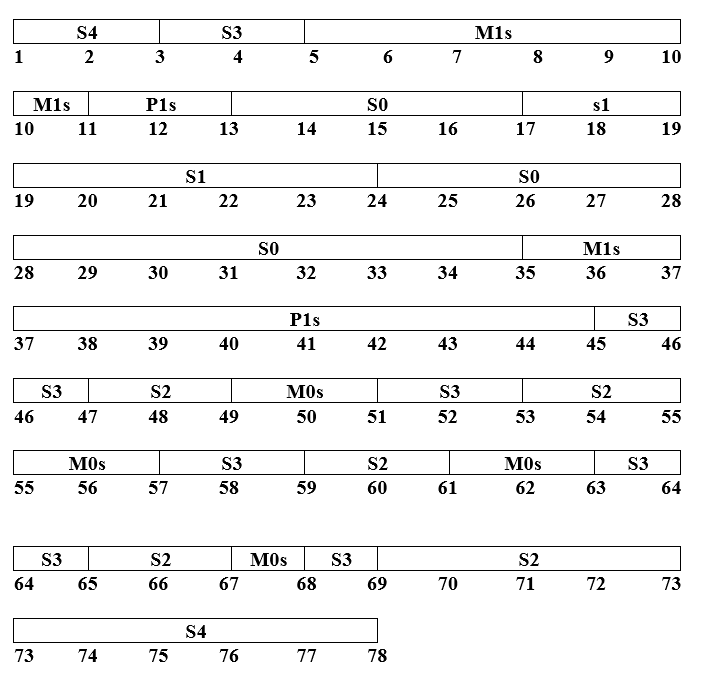 S4 S3 M1s
1 2 3 4 5 6 7 8 9 10
M1s P1s S0 s1
10 11 12 13 14 15 16 17 18 19
S1 S0
19 20 21 22 23 24 25 26 27 28
S0 M1s
28 29 30 31 32 33 34 35 36 37
P1s S3
37 38 39 40 41 42 43 44 45 46
S3 S2 M0s S3 S2
46 47 48 49 50 51 52 53 54 55
M0s S3 S2 M0s S3
55 56 57 58 59 60 61 62 63 64
S3 S2 M0s S3 S2
64 65 66 67 68 69 70 71 72 73
S4
73 74 75 76 77 78